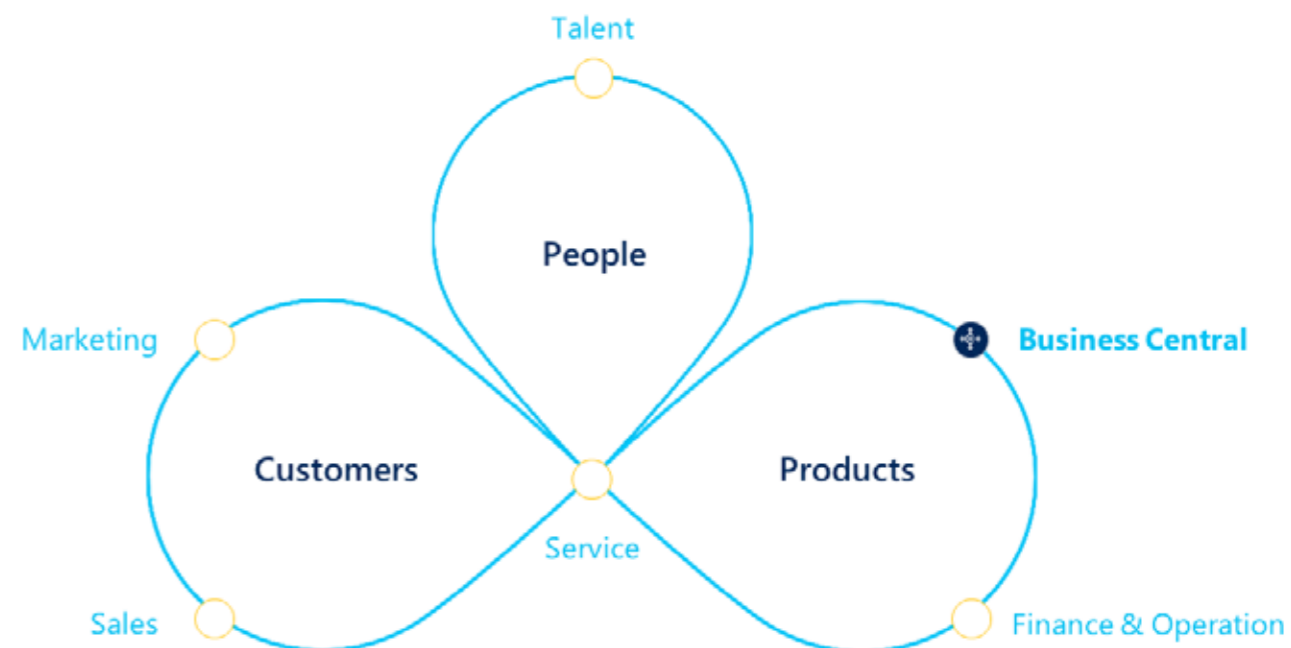 Talent
People
Marketing
Business Central
Customers
Products
Service
Sales
Finance & Operation